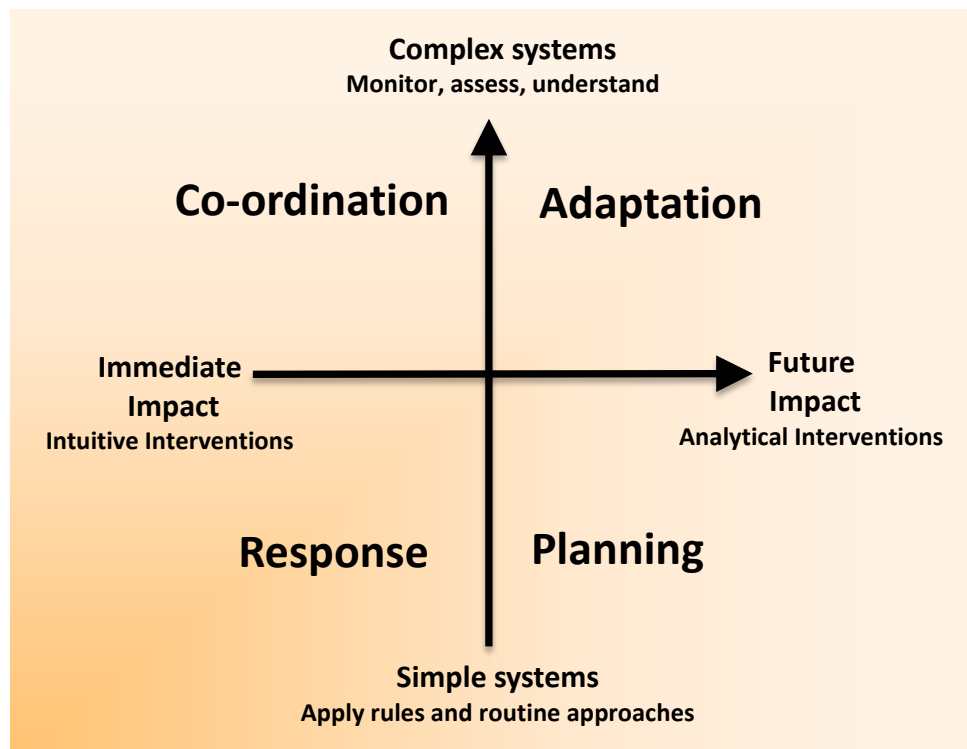 Complex systems
Monitor, assess, understand
Co-ordination
Adaptation
Immediate
Impact
Intuitive Interventions
Future
Impact
Analytical Interventions
Response
Planning
Simple systems
Apply rules and routine approaches